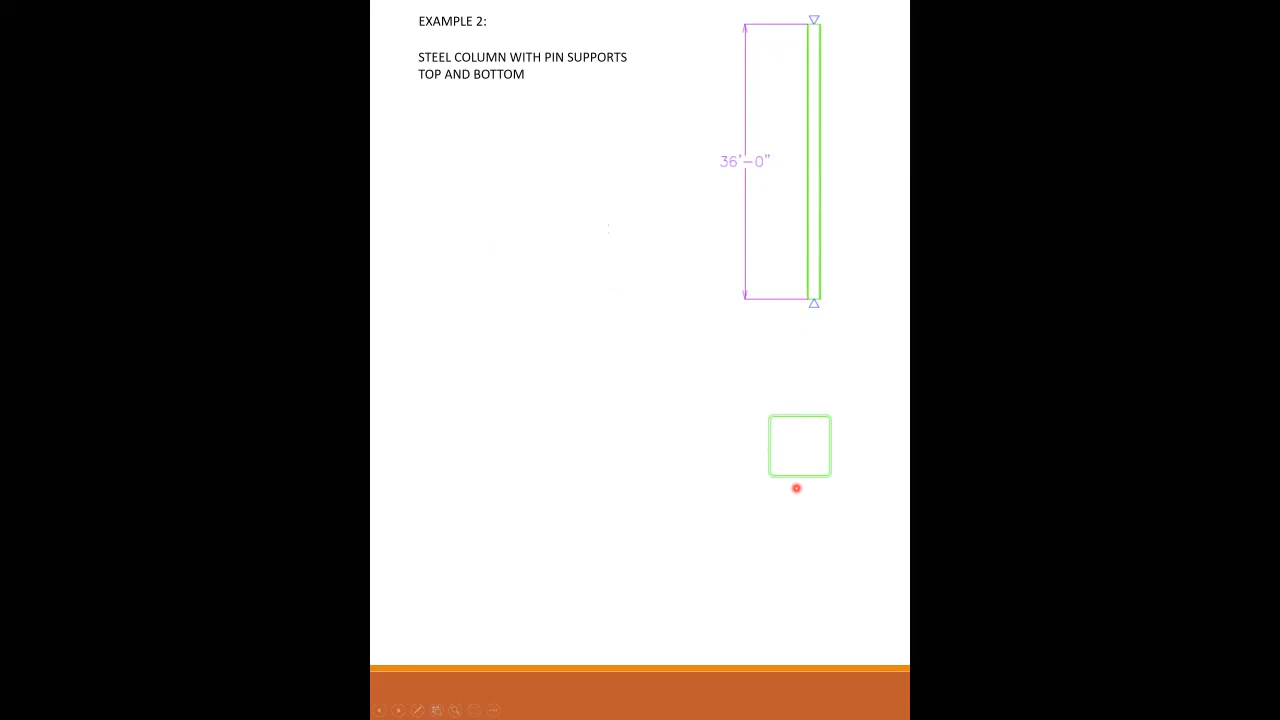 EXAMPLE 2:
STEEL COLUMN WITH PIN SUPPORTS
TOP AND BOTTOM
36'-0"